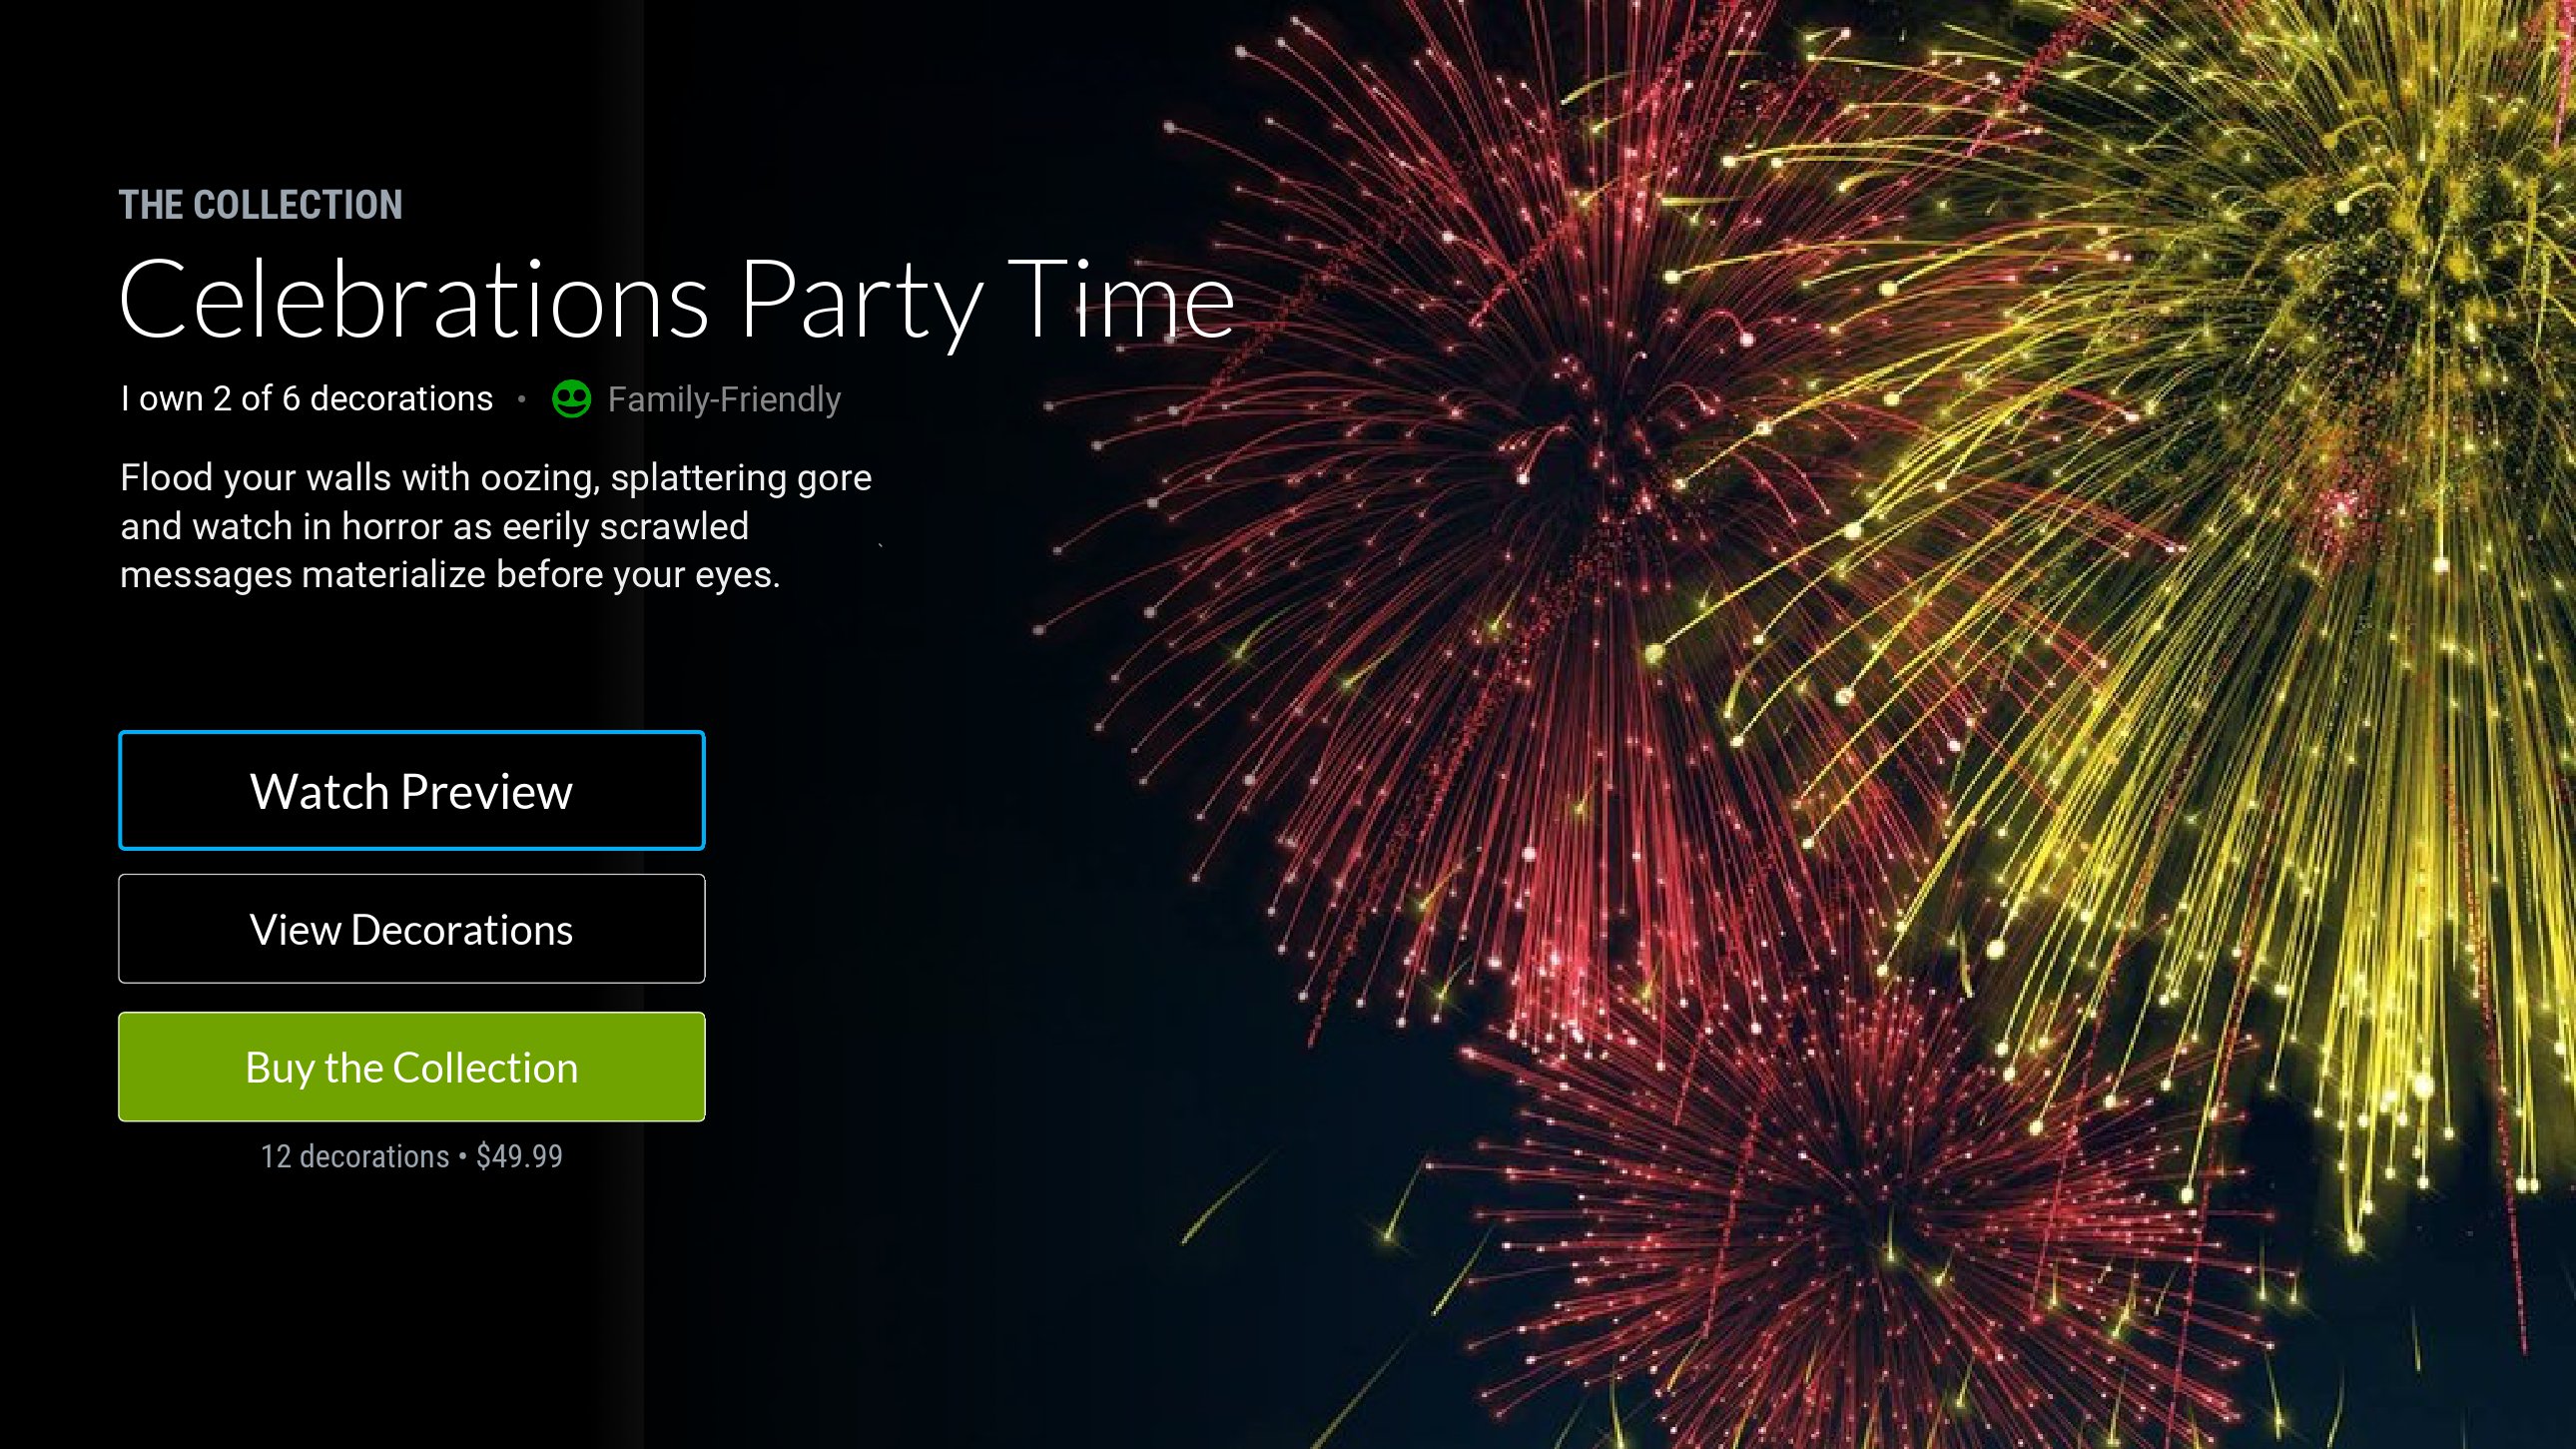 THE COLLECTION
Celebrations Party Time
I own 2 of 6 decorations • Family-Friendly
Flood your walls with oozing, splattering gore
and watch in horror as eerily scrawled
messages materialize before your eyes.
Watch Preview
View Decorations
Buy the Collection
12 decorations • $49.99